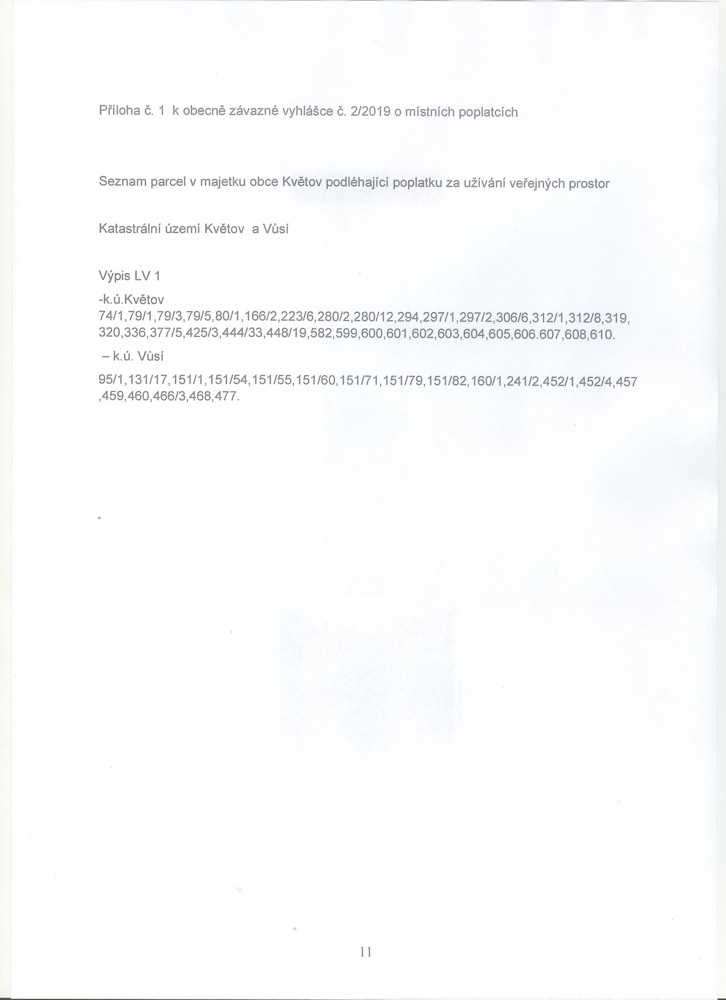 Příloha č. 1  k obecně závazné vyhlášce č. 2/2019 o místních poplatcích
Seznam parcel v majetku obce Květov podléhající poplatku za užívání veřejných prostor
Katastrální území Květov  a Vůsí
Výpis LV 1
-k.ú.Květov
74/1,79/1,79/3,79/5,80/1,166/2,223/6,280/2,280/12,294,297/1,297/2,306/6,312/1,312/8,319,
320,336,377/5,425/3,444/33,448/19,582,599,600,601,602,603,604,605,606.607,608,610.
– k.ú. Vůsí
95/1,131/17,151/1,151/54,151/55,151/60,151/71,151/79,151/82,160/1,241/2,452/1,452/4,457
,459,460,466/3,468,477.
11